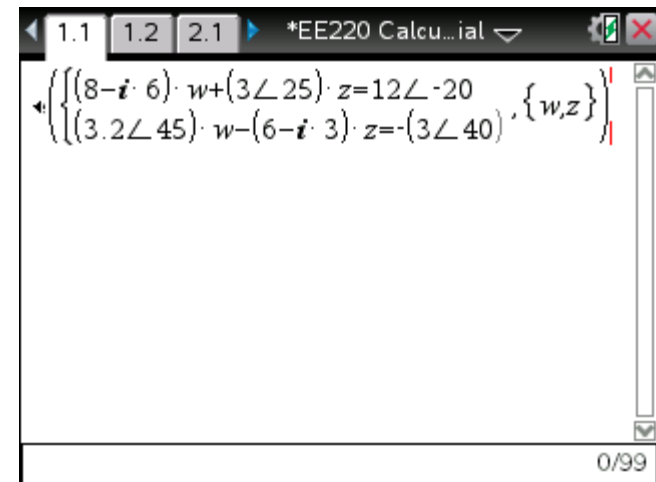 1.1 1.2 2.1 *EE220 Calcu…ial
({(8−i·6)·w+(3∠25)·z=12∠-20
(3.2∠45)·w−(6−i·3)·z=-(3∠40) ,{w,z})
0/99